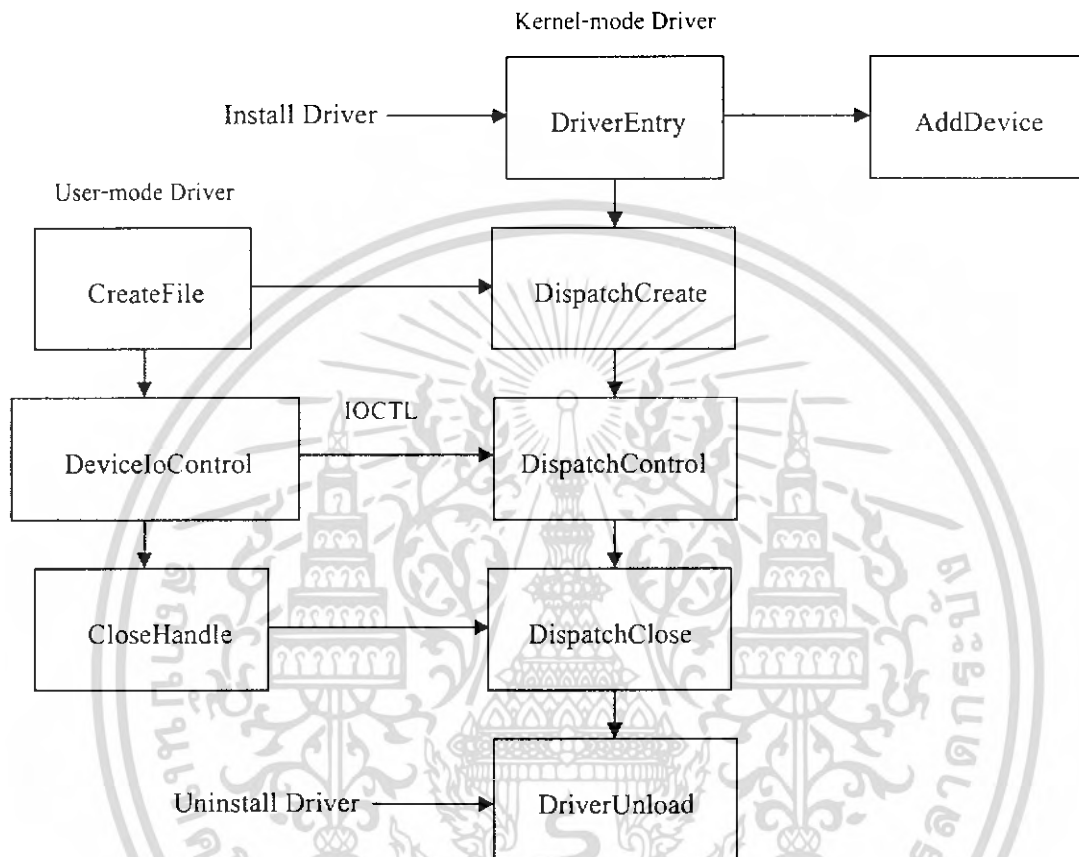 Kernel-mode Driver
Install Driver
DriverEntry
AddDevice
User-mode Driver
CreateFile
DispatchCreate
IOCTL
DeviceIoControl
DispatchControl
CloseHandle
DispatchClose
Uninstall Driver
DriverUnload